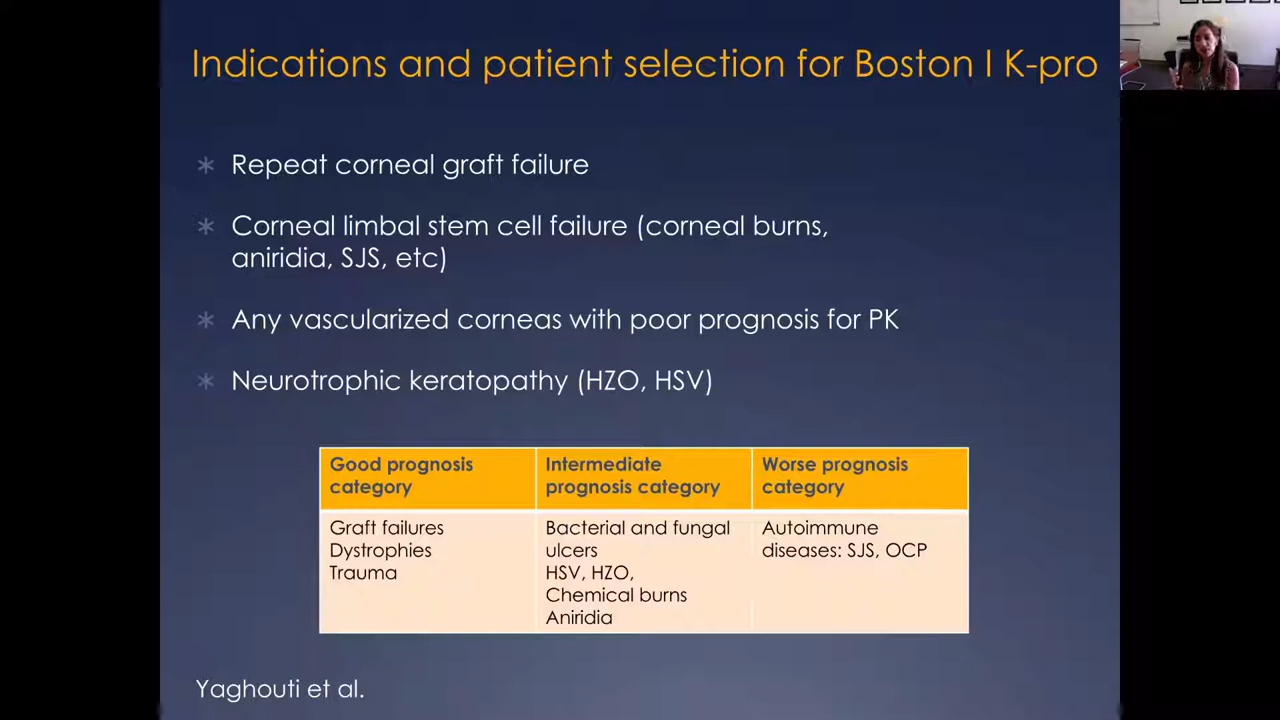 Indications and patient selection for Boston I K-pro
Repeat corneal graft failure
Corneal limbal stem cell failure (corneal burns,
aniridia, SJS, etc)
Any vascularized corneas with poor prognosis for PK
Neurotrophic keratopathy (HZO, HSV)
Good prognosis
category
Intermediate
prognosis category
Worse prognosis
category
Graft failures
Dystrophies
Trauma
Bacterial and fungal
ulcers
HSV, HZO,
Chemical burns
Aniridia
Autoimmune
diseases: SJS, OCP
Yaghouti et al.